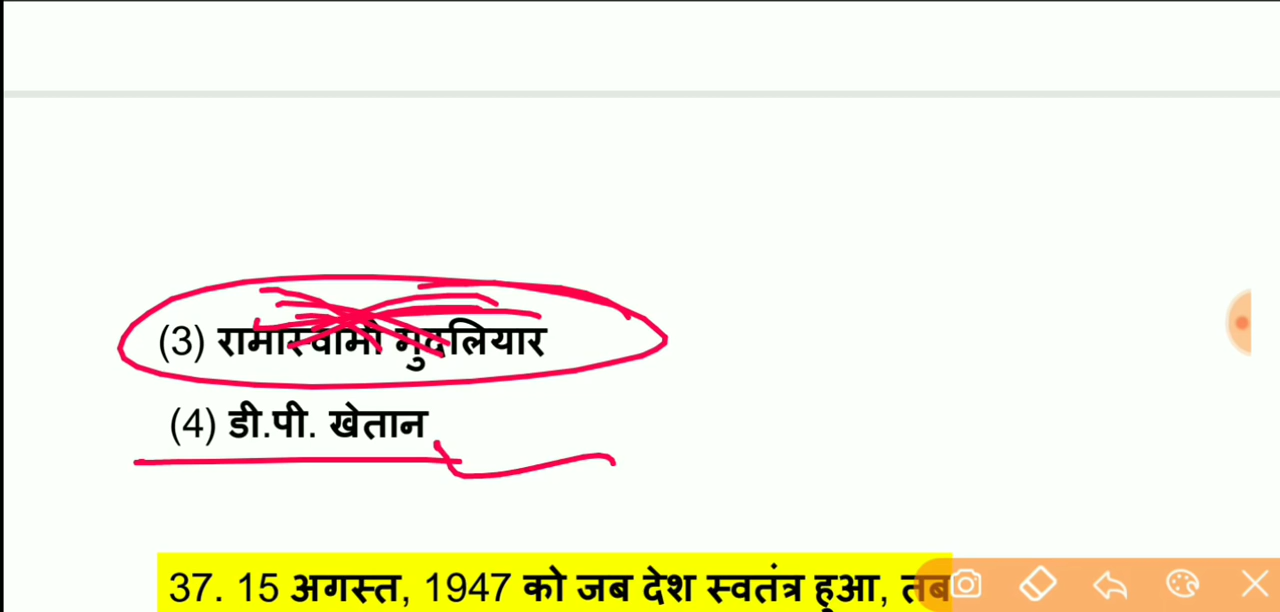 (3) रामास्वामी मुदलियार
(4) डी.पी. खेतान
37. 15 अगस्त, 1947 को जब देश स्वतंत्र हुआ, तब